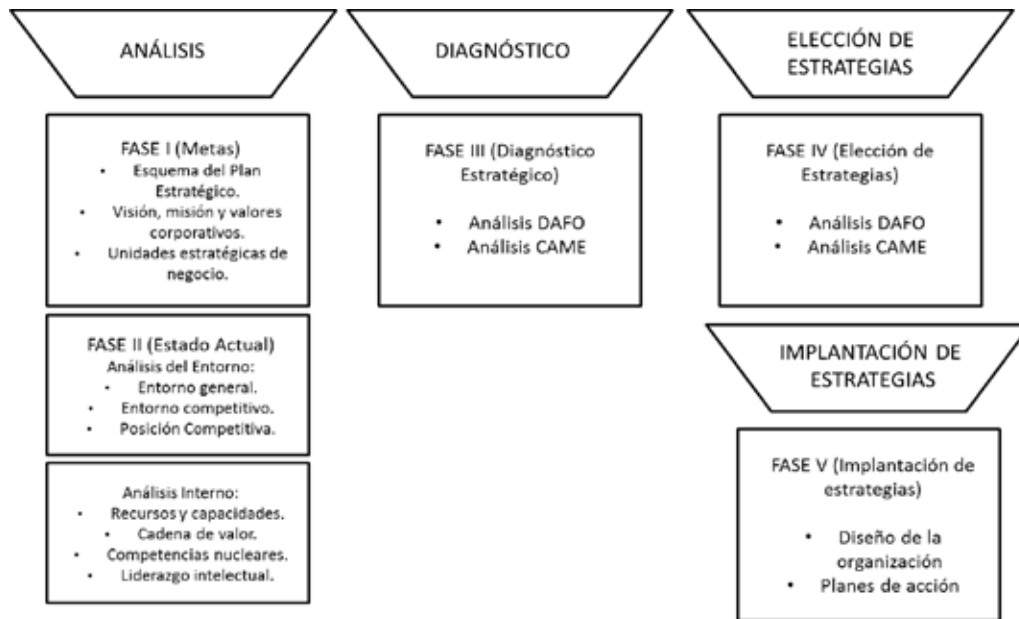 ANÁLISIS
FASE I (Metas)
• Esquema del Plan
Estratégico.
• Visión, misión y valores
corporativos.
• Unidades estratégicas de
negocio.
FASE II (Estado Actual)
Análisis del Entorno:
• Entorno general.
• Entorno competitivo.
• Posición Competitiva.
Análisis Interno:
• Recursos y capacidades.
• Cadena de valor.
• Competencias nucleares.
• Liderazgo intelectual.
DIAGNÓSTICO
FASE III (Diagnóstico
Estratégico)
• Análisis DAFO
• Análisis CAME
ELECCIÓN DE
ESTRATEGIAS
FASE IV (Elección de
Estrategias)
• Análisis DAFO
• Análisis CAME
IMPLANTACIÓN DE
ESTRATEGIAS
FASE V (Implantación de
estrategias)
• Diseño de la
organización
• Planes de acción